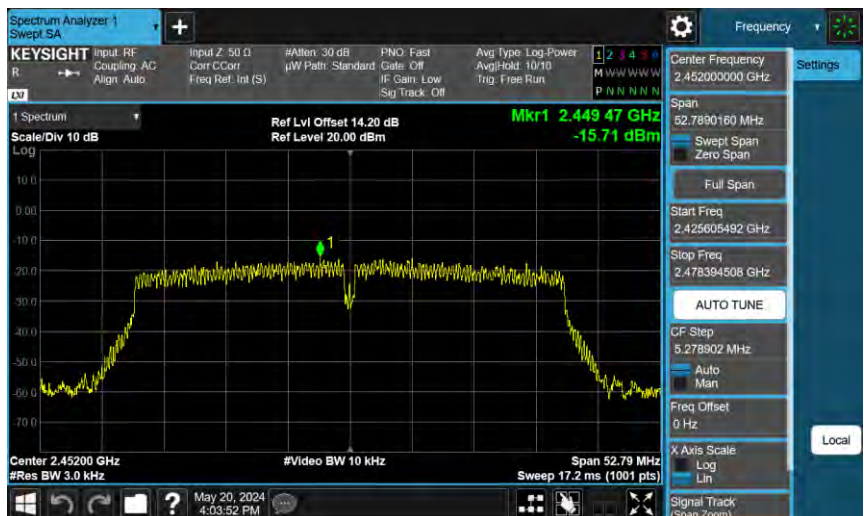 Spectrum Analyzer 1
Swept SA
+
Frequency
KEYSIGHT
R
LXI
Input: RF
Coupling: AC
Align: Auto
Input Z: 50 Ω
Corr CCorr
Freq Ref: Int (S)
#Atten: 30 dB
µW Path: Standard
PNO: Fast
Gate: Off
IF Gain: Low
Sig Track: Off
Avg Type: Log-Power
Avg|Hold: 10/10
Trig: Free Run
1 2 3 4 5 6
M W W W W W
P N N N N N
1 Spectrum
Scale/Div 10 dB
Log
Ref Lvl Offset 14.20 dB
Ref Level 20.00 dBm
Mkr1 2.449 47 GHz
-15.71 dBm
10.0
0.00
-10.0
-20.0
-30.0
-40.0
-50.0
-60.0
-70.0
1
Center 2.45200 GHz
#Res BW 3.0 kHz
#Video BW 10 kHz
Span 52.79 MHz
Sweep 17.2 ms (1001 pts)
?
May 20, 2024
4:03:52 PM
Center Frequency
2.452000000 GHz
Span
52.7890160 MHz
Swept Span
Zero Span
Full Span
Start Freq
2.425605492 GHz
Stop Freq
2.478394508 GHz
AUTO TUNE
CF Step
5.278902 MHz
Auto
Man
Freq Offset
0 Hz
X Axis Scale
Log
Lin
Signal Track
(Span Zoom)
Settings
Local